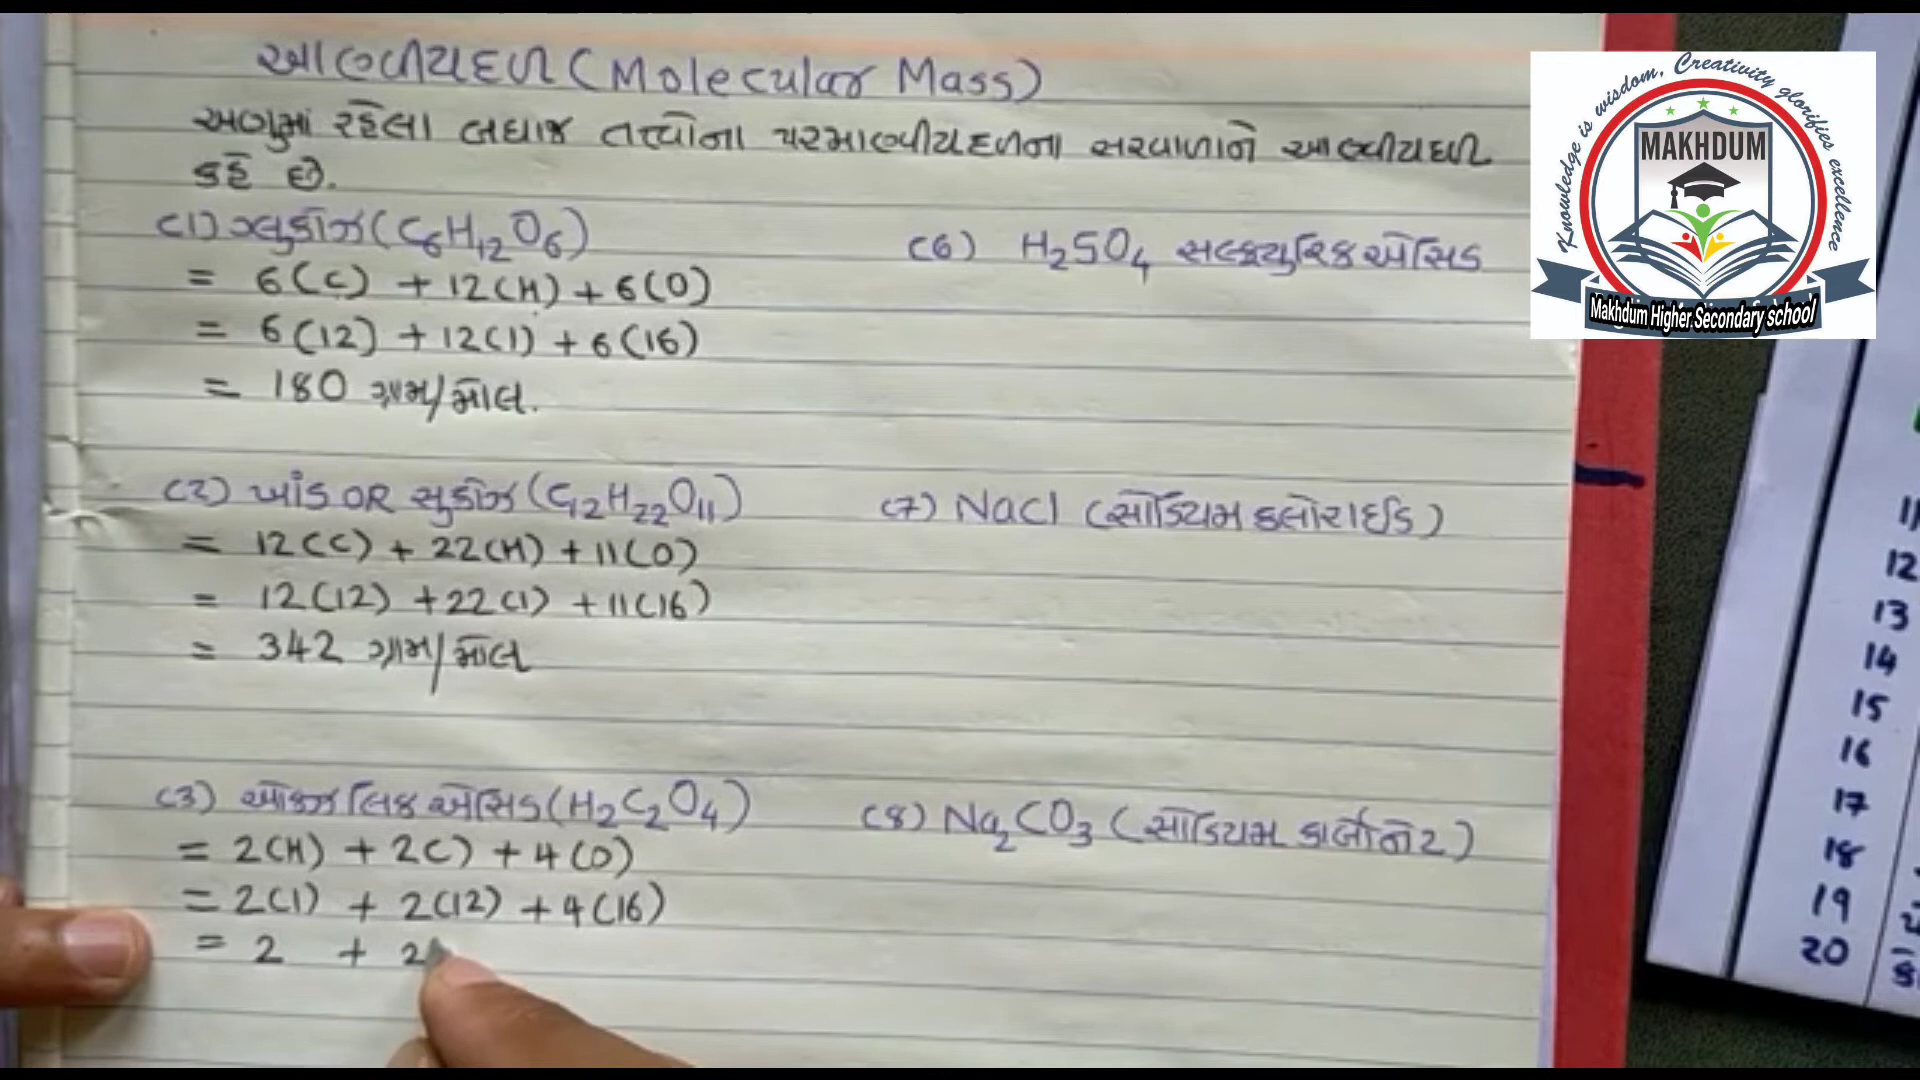 આણ્વીયદળ (Molecular Mass)
અણુમાં રહેલા બધાજ તત્ત્વોના પરમાણ્વીયદળના સરવાળાને આણ્વીયદળ
કહે છે.
(1) ગ્લુકોઝ (C6H12O6)
= 6(C) + 12(H) + 6(O)
= 6(12) + 12(1) + 6(16)
= 180 ગ્રામ/મોલ.
(2) ખાંડ OR સુક્રોઝ (C12H22O11)
= 12(C) + 22(H) + 11(O)
= 12(12) + 22(1) + 11(16)
= 342 ગ્રામ/મોલ
(3) ઓક્ઝલિક એસિડ (H2C2O4)
= 2(H) + 2C) + 4(O)
= 2(1) + 2(12) + 4(16)
= 2 + 2
(6) H2SO4 સલ્ફ્યુરિક એસિડ
(7) NaCl (સોડિયમ ક્લોરાઈડ)
(8) Na2CO3 (સોડિયમ કાર્બોનેટ)
Knowledge is wisdom, Creativity glorifies excellence
MAKHDUM
Makhdum Higher Secondary school
11
12
13
14
15
16
17
18
19
20